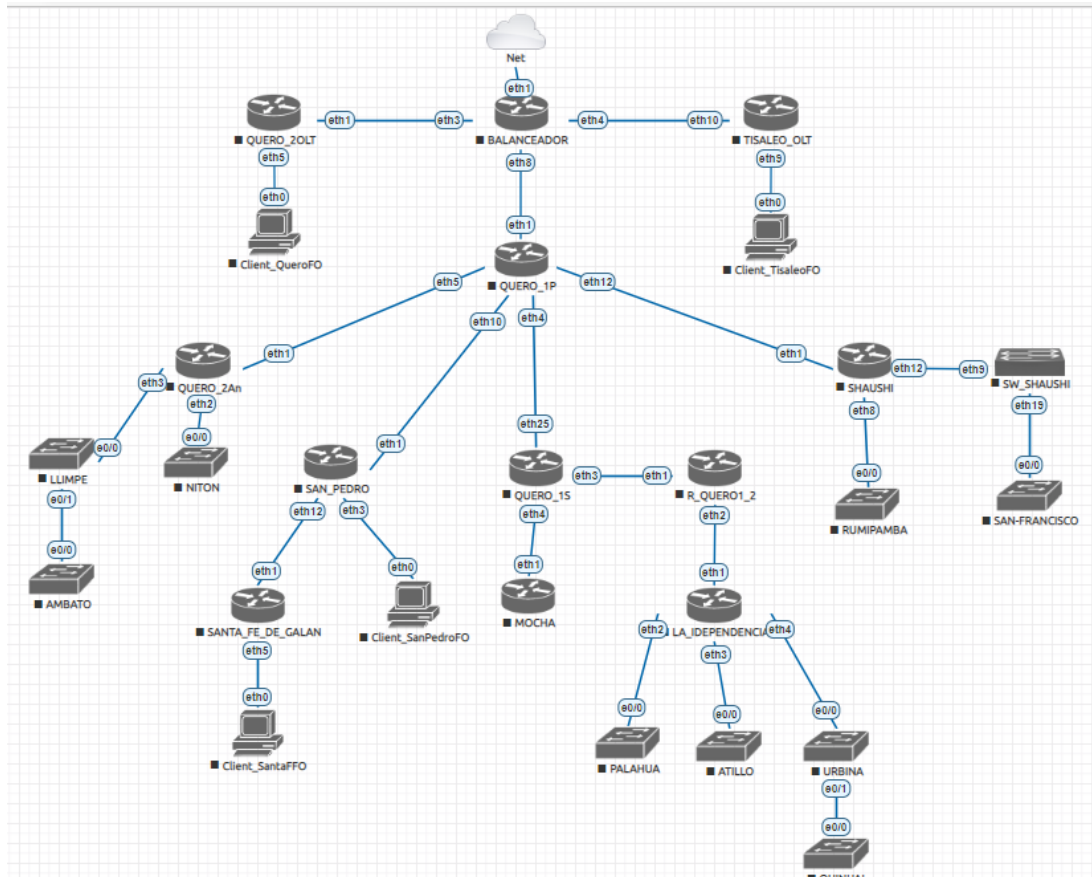 Net
eth1
eth1
eth3
eth4
eth10
QUERO_2OLT
BALANCEADOR
TISALEO_OLT
eth5
eth8
eth9
eth0
eth1
eth0
Client_QueroFO
Client_TisaleoFO
QUERO_1P
eth5
eth12
eth10
eth4
eth1
eth1
eth3
QUERO_2An
SHAUSHI
eth12
eth9
SW_SHAUSHI
eth2
eth8
eth19
eth25
e0/0
e0/0
eth1
LLIMPE
NITON
SAN_PEDRO
QUERO_1S
eth3
eth1
R_QUERO1_2
e0/0
e0/0
e0/1
eth12
eth3
eth4
eth2
RUMIPAMBA
SAN-FRANCISCO
e0/0
eth1
eth0
eth1
eth1
AMBATO
SANTA_FE_DE_GALAN
Client_SanPedroFO
MOCHA
eth2
LA_IDEPENDENCIA
eth4
eth5
eth3
eth0
e0/0
e0/0
e0/0
Client_SantaFFO
PALAHUA
ATILLO
URBINA
e0/1
e0/0